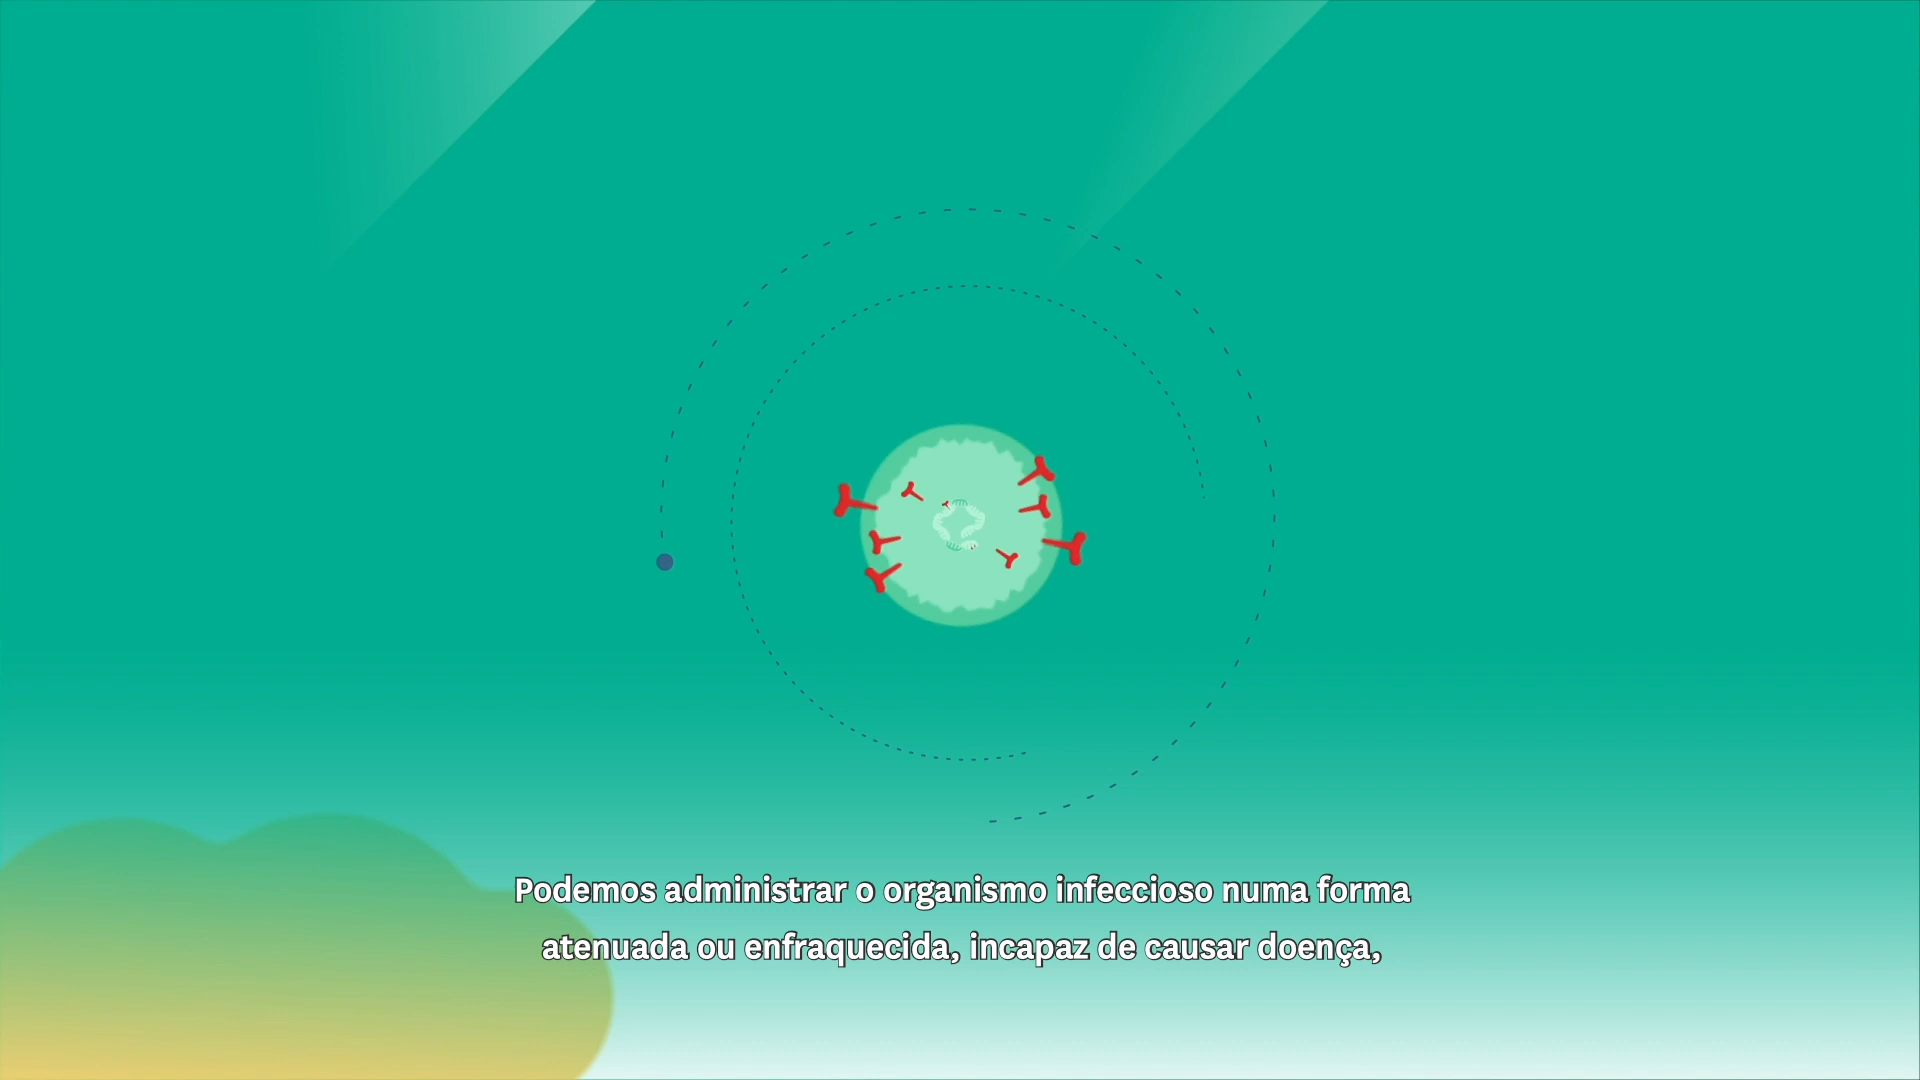 Podemos administrar o organismo infeccioso numa forma
atenuada ou enfraquecida, incapaz de causar doença,